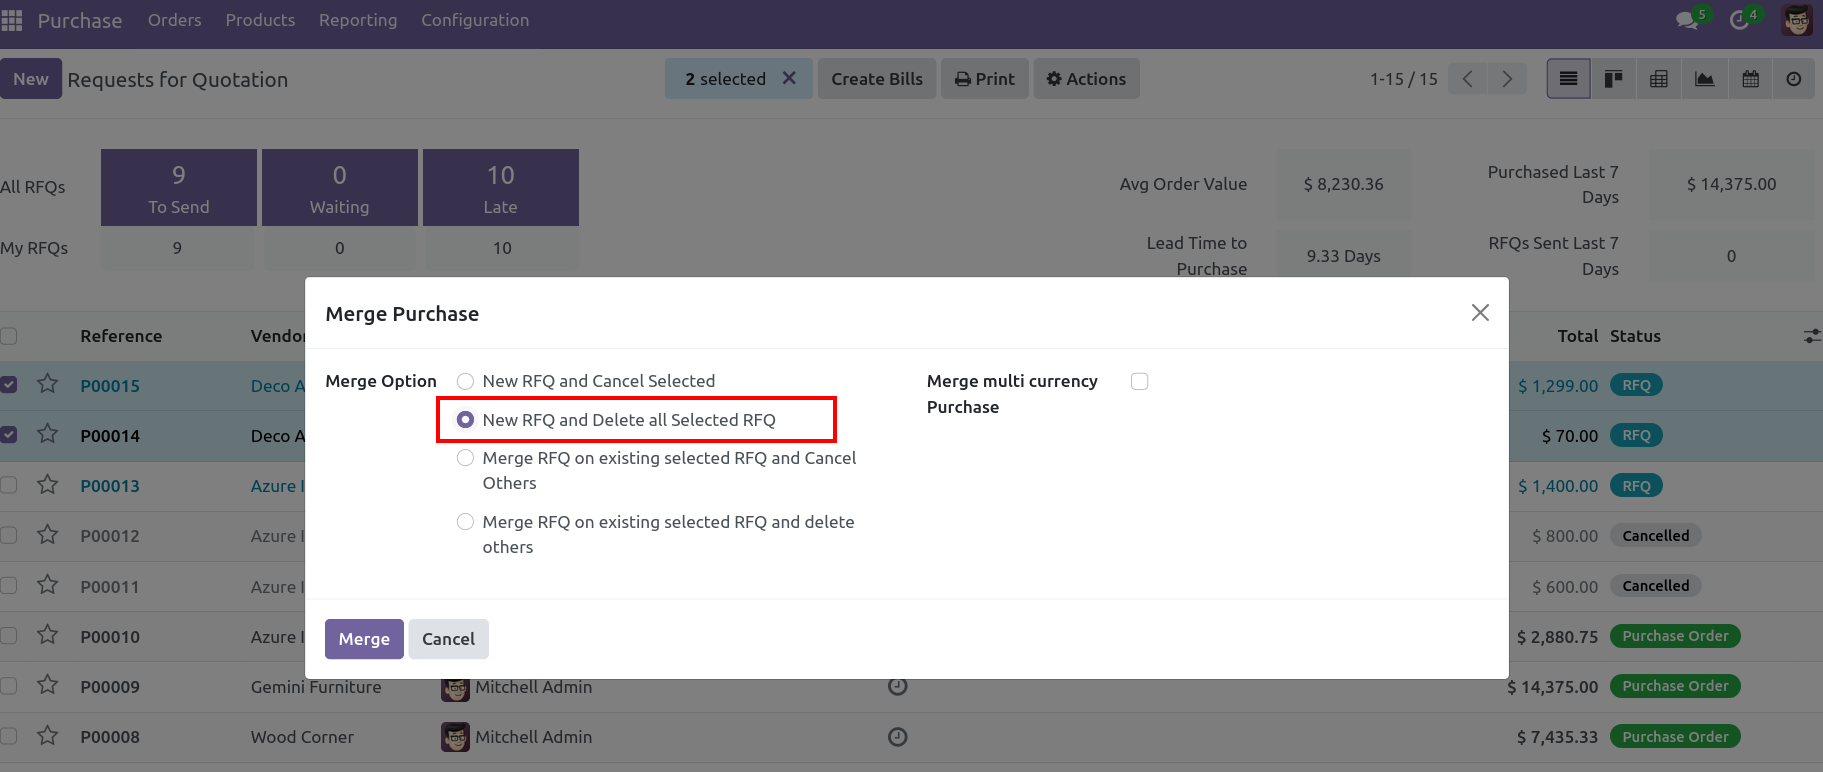 Purchase Orders Products Reporting Configuration 5 4
New Requests for Quotation 2 selected Create Bills Print Actions 1-15 / 15
All RFQs 9 To Send 0 Waiting 10 Late
My RFQs 9 0 10
Avg Order Value $ 8,230.36 Purchased Last 7 Days $ 14,375.00
Lead Time to Purchase 9.33 Days RFQs Sent Last 7 Days 0
Reference Vendor Total Status
P00015 Deco A $ 1,299.00 RFQ
P00014 Deco A $ 70.00 RFQ
P00013 Azure I $ 1,400.00 RFQ
P00012 Azure I $ 800.00 Cancelled
P00011 Azure I $ 600.00 Cancelled
P00010 Azure I $ 2,880.75 Purchase Order
P00009 Gemini Furniture Mitchell Admin $ 14,375.00 Purchase Order
P00008 Wood Corner Mitchell Admin $ 7,435.33 Purchase Order
Merge Purchase
Merge Option
New RFQ and Cancel Selected
New RFQ and Delete all Selected RFQ
Merge RFQ on existing selected RFQ and Cancel
Others
Merge RFQ on existing selected RFQ and delete
others
Merge multi currency
Purchase
Merge Cancel